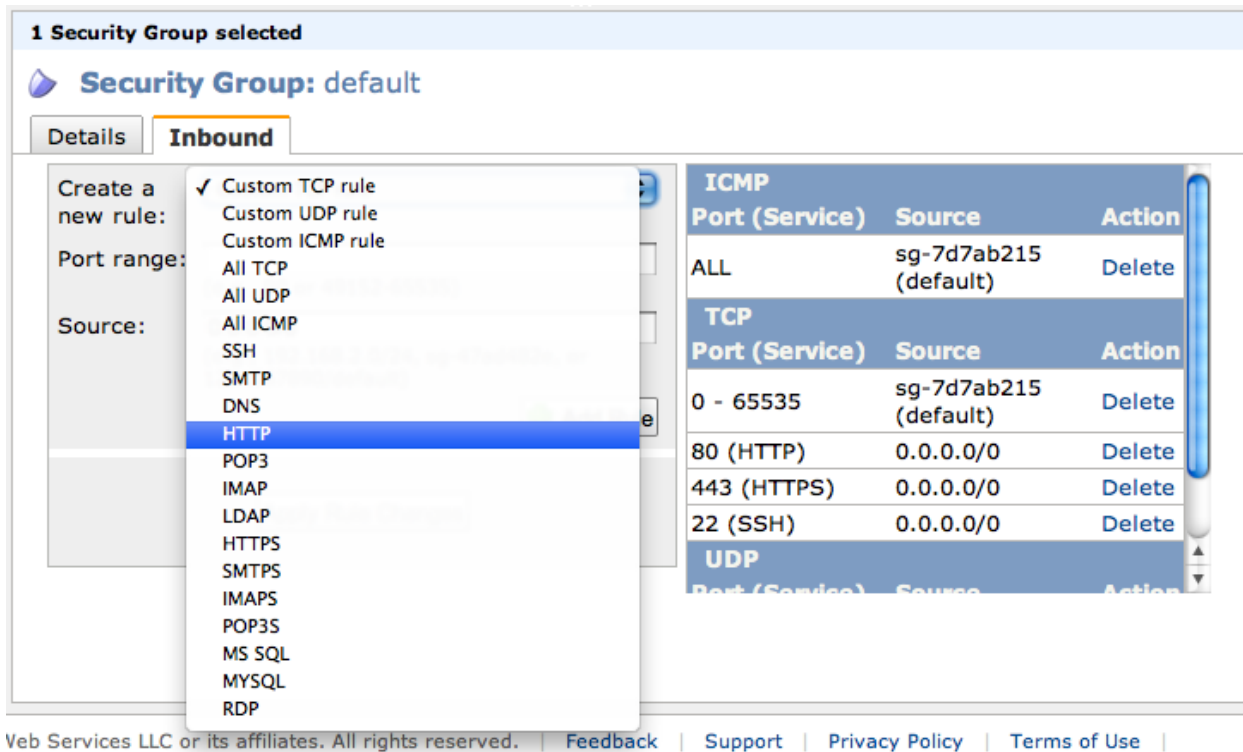 1 Security Group selected
Security Group: default
Details
Inbound
Create a new rule:
✓ Custom TCP rule
Custom UDP rule
Custom ICMP rule
All TCP
All UDP
All ICMP
SSH
SMTP
DNS
HTTP
POP3
IMAP
LDAP
HTTPS
SMTPS
IMAPS
POP3S
MS SQL
MYSQL
RDP
Port range:
Source:
ICMP
Port (Service) Source Action
ALL sg-7d7ab215 (default) Delete
TCP
Port (Service) Source Action
0 - 65535 sg-7d7ab215 (default) Delete
80 (HTTP) 0.0.0.0/0 Delete
443 (HTTPS) 0.0.0.0/0 Delete
22 (SSH) 0.0.0.0/0 Delete
UDP
Port (Service) Source Action
Web Services LLC or its affiliates. All rights reserved. | Feedback | Support | Privacy Policy | Terms of Use |